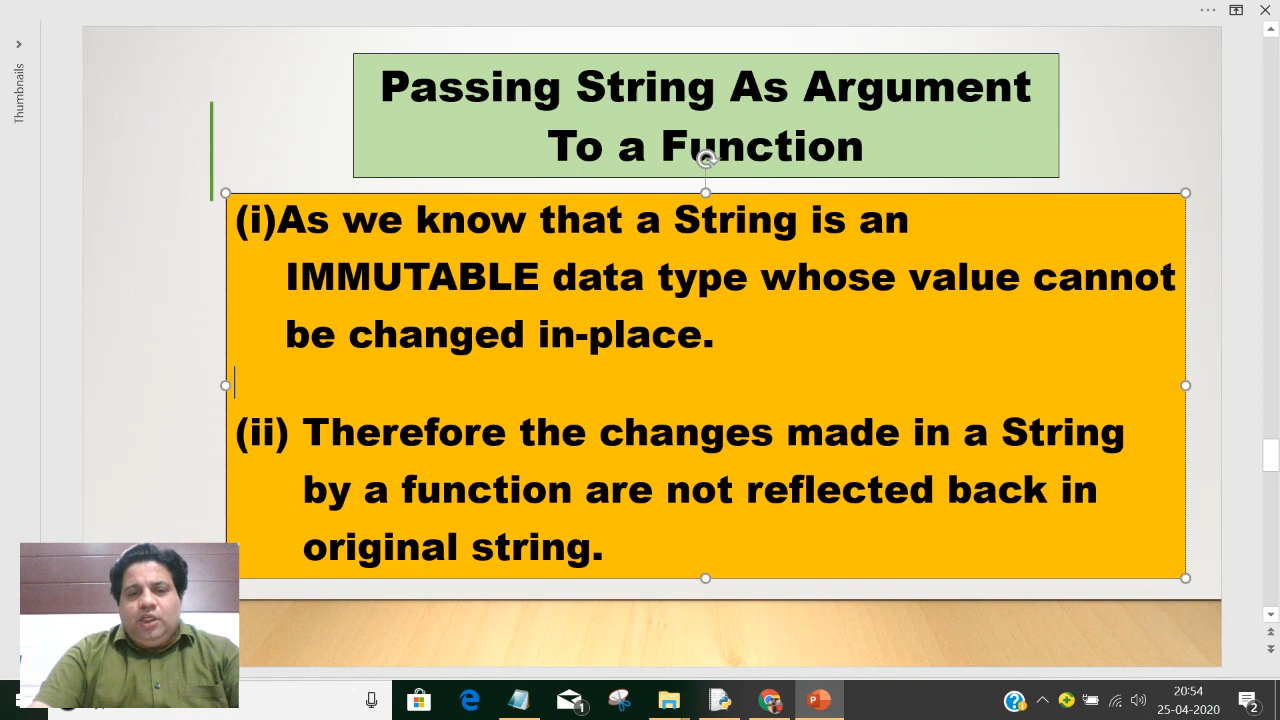 Thumbnails
Passing String As Argument
To a Function
(i)As we know that a String is an
IMMUTABLE data type whose value cannot
be changed in-place.
(ii) Therefore the changes made in a String
by a function are not reflected back in
original string.
1
20:54
25-04-2020
2